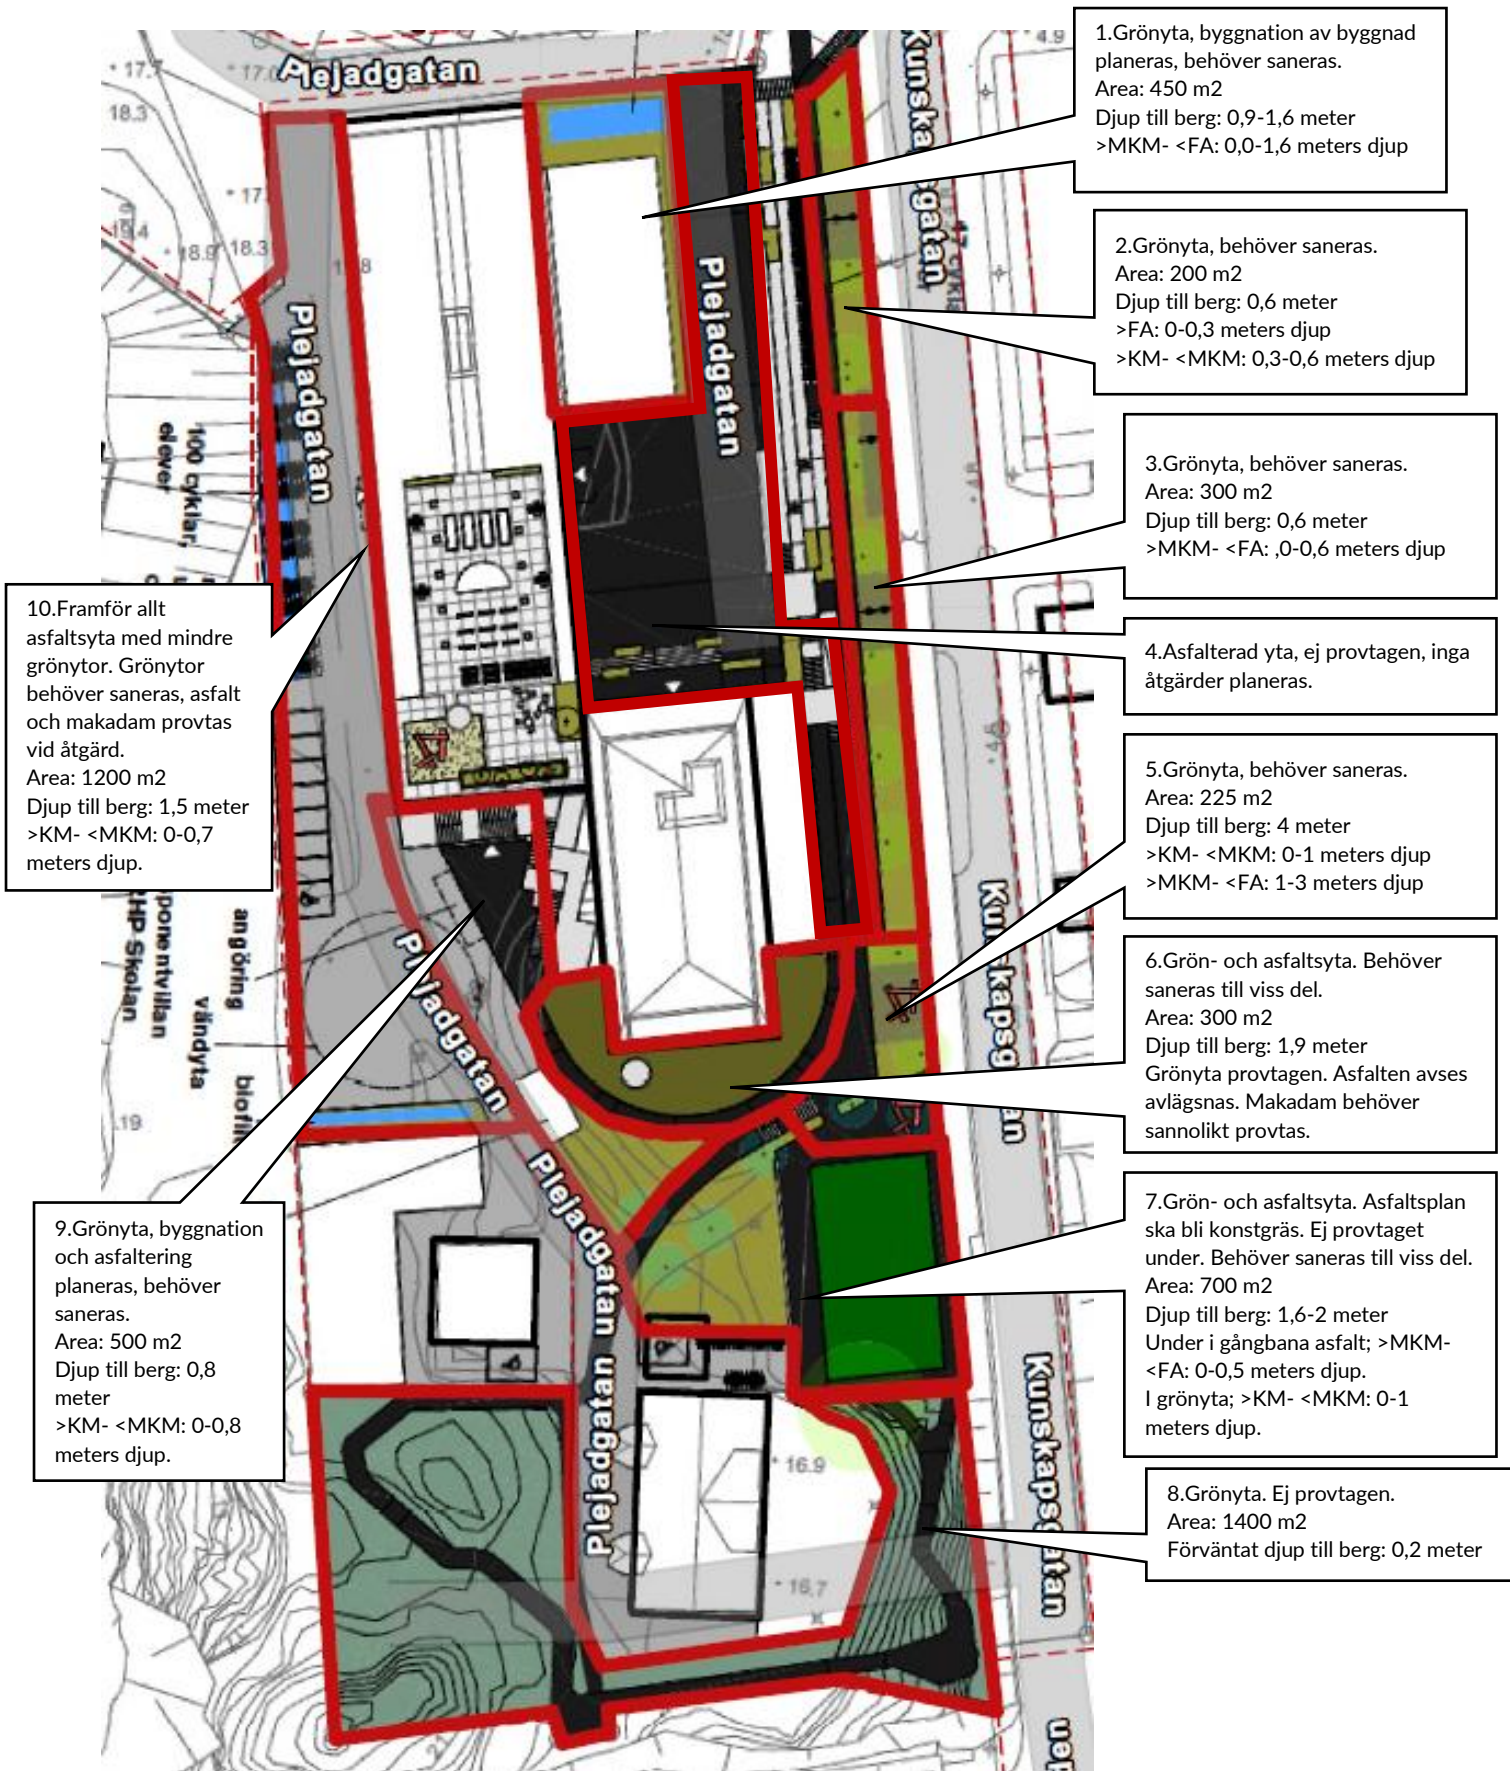 1.Grönyta, byggnation av byggnad
planeras, behöver saneras.
Area: 450 m2
Djup till berg: 0,9-1,6 meter
>MKM- <FA: 0,0-1,6 meters djup
2.Grönyta, behöver saneras.
Area: 200 m2
Djup till berg: 0,6 meter
>FA: 0-0,3 meters djup
>KM- <MKM: 0,3-0,6 meters djup
3.Grönyta, behöver saneras.
Area: 300 m2
Djup till berg: 0,6 meter
>MKM- <FA: ,0-0,6 meters djup
4.Asfalterad yta, ej provtagen, inga
åtgärder planeras.
5.Grönyta, behöver saneras.
Area: 225 m2
Djup till berg: 4 meter
>KM- <MKM: 0-1 meters djup
>MKM- <FA: 1-3 meters djup
6.Grön- och asfaltsyta. Behöver
saneras till viss del.
Area: 300 m2
Djup till berg: 1,9 meter
Grönyta provtagen. Asfalten avses
avlägsnas. Makadam behöver
sannolikt provtas.
7.Grön- och asfaltsyta. Asfaltsplan
ska bli konstgräs. Ej provtaget
under. Behöver saneras till viss del.
Area: 700 m2
Djup till berg: 1,6-2 meter
Under i gångbana asfalt; >MKM-
<FA: 0-0,5 meters djup.
I grönyta; >KM- <MKM: 0-1
meters djup.
8.Grönyta. Ej provtagen.
Area: 1400 m2
Förväntat djup till berg: 0,2 meter
9.Grönyta, byggnation
och asfaltering
planeras, behöver
saneras.
Area: 500 m2
Djup till berg: 0,8
meter
>KM- <MKM: 0-0,8
meters djup.
10.Framför allt
asfaltsyta med mindre
grönytor. Grönytor
behöver saneras, asfalt
och makadam provtas
vid åtgärd.
Area: 1200 m2
Djup till berg: 1,5 meter
>KM- <MKM: 0-0,7
meters djup.
Plejadgatan
Plejadgatan
Plejadgatan
Plejadgatan
Plejadgatan
Plejadgatan
Kunskapsgatan
18.3
18.9
18.3
19.4
4.9
16.9
16,7
.19
100 cyklar,
elever
angöring
vändyta
HP Skolan